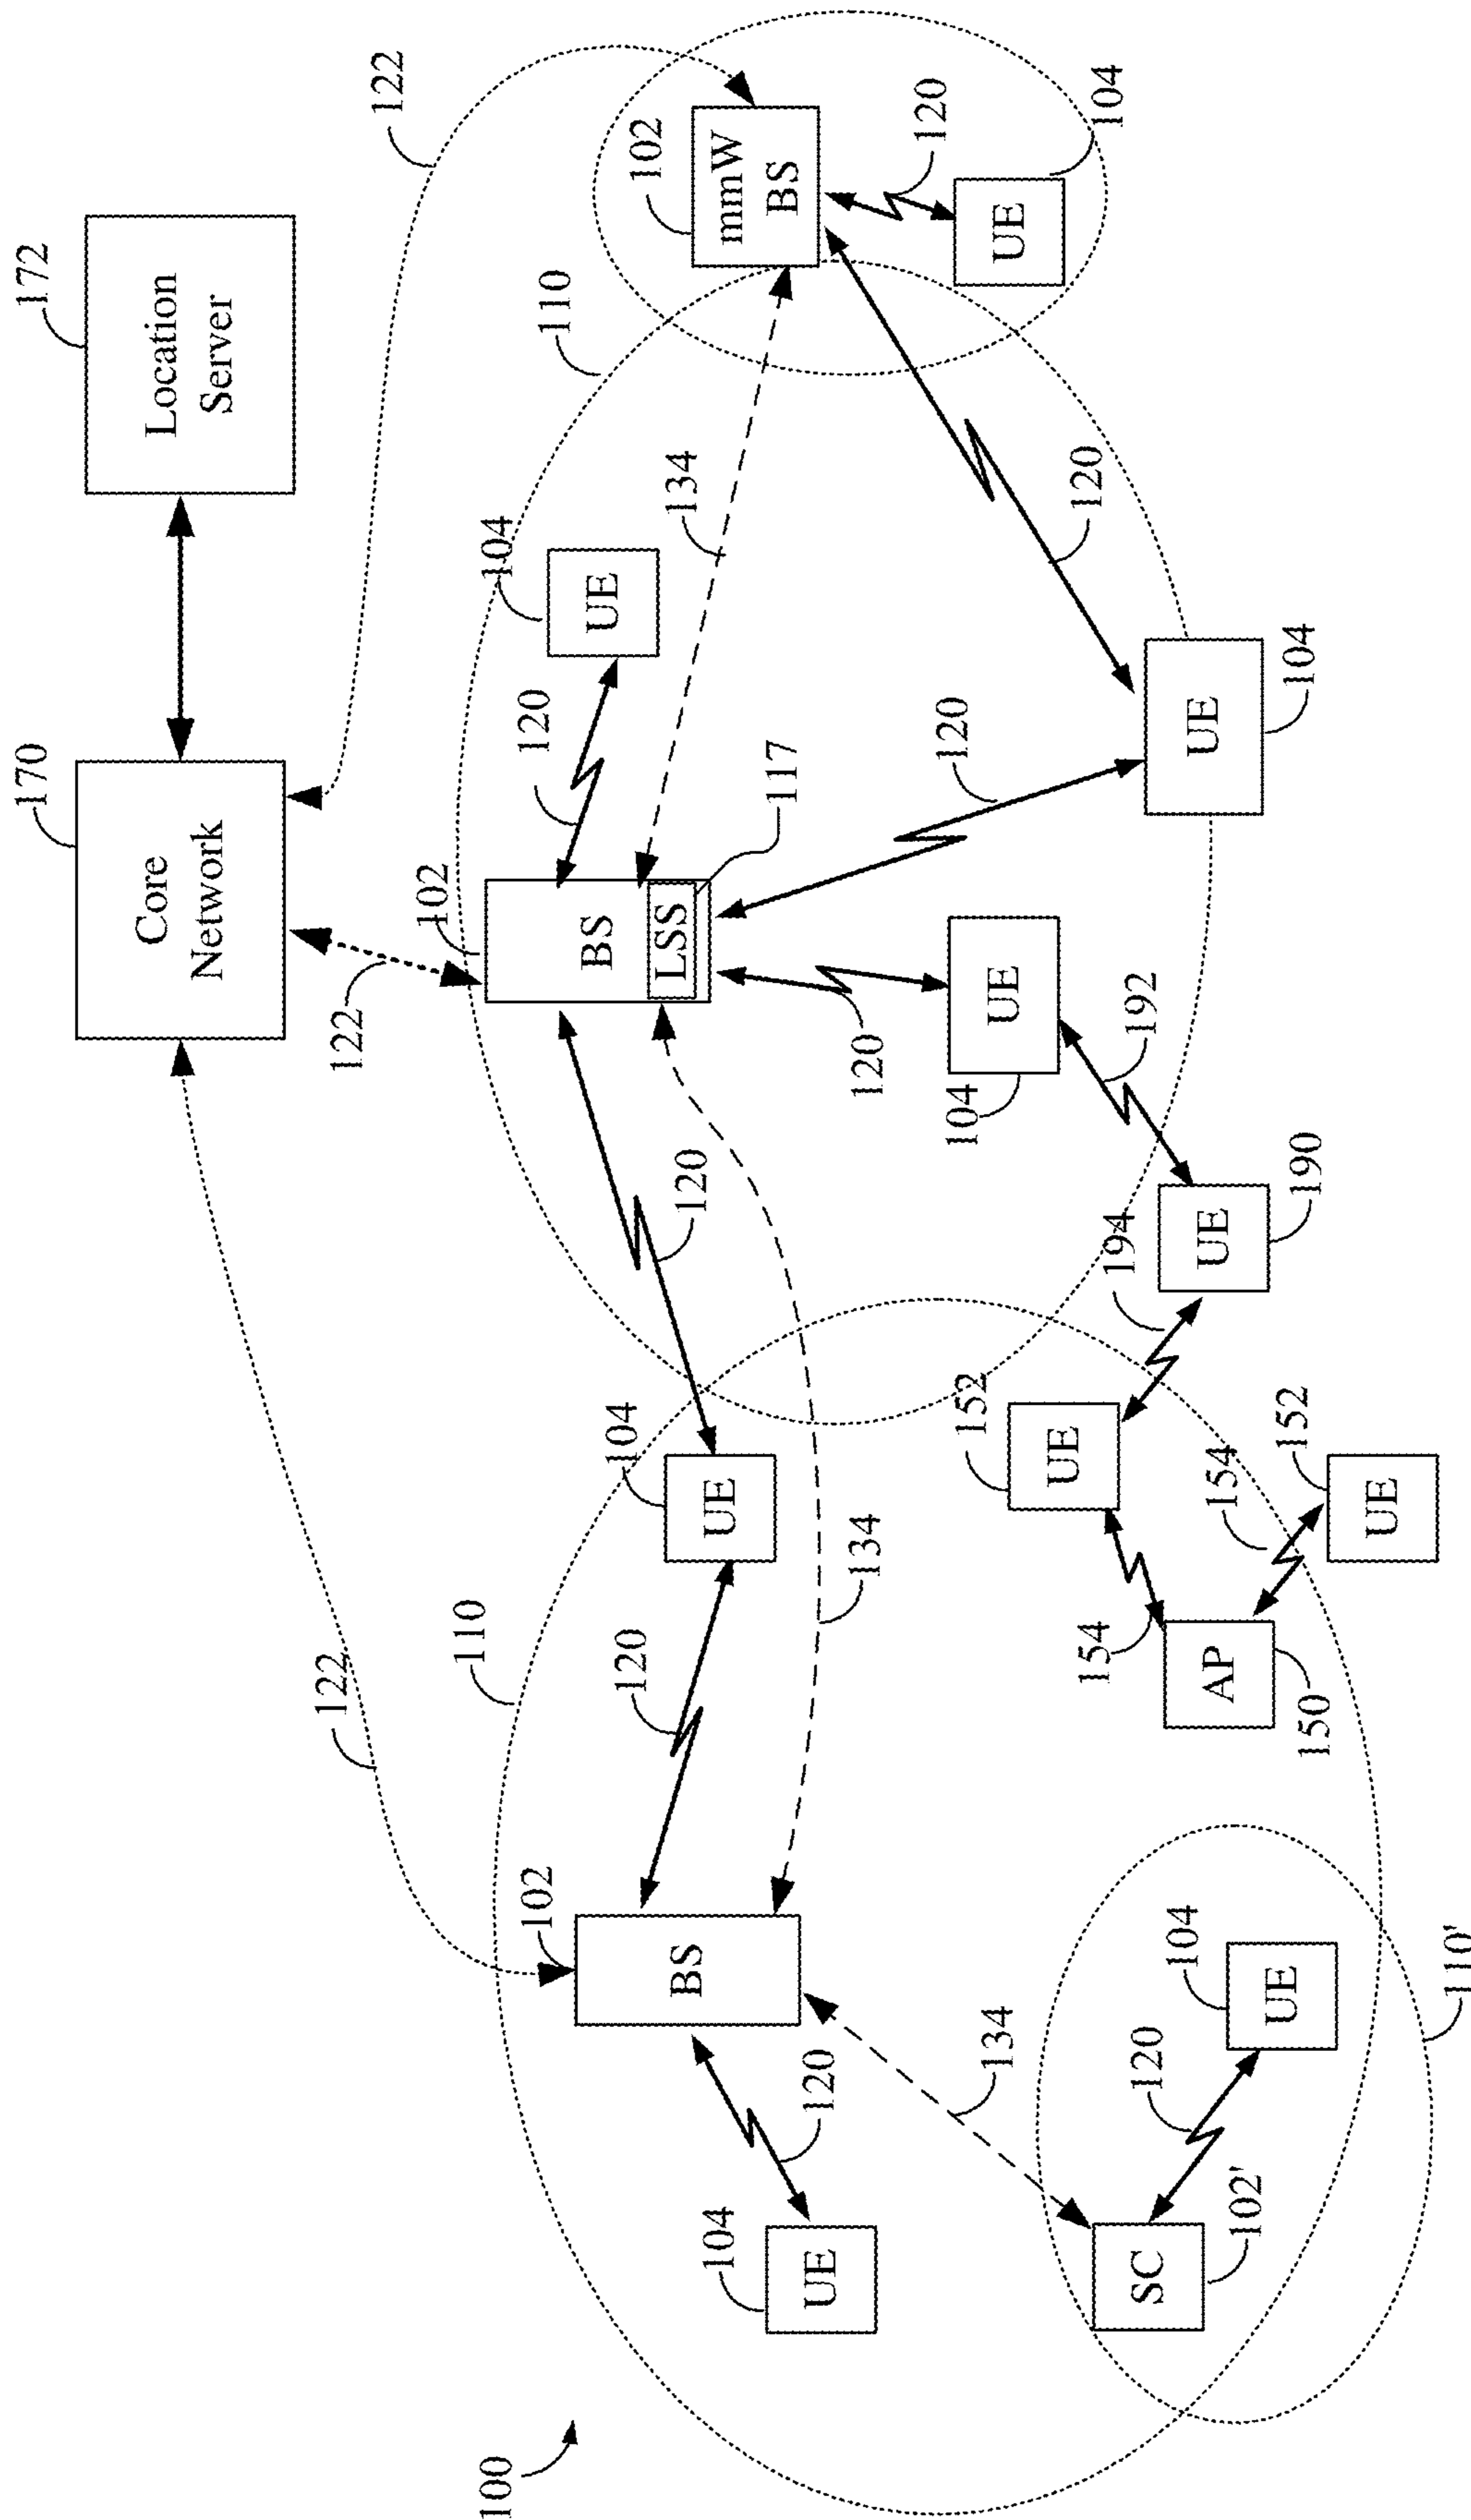 100
122
170
Core
Network
172
Location
Server
122
122
110
102
BS
120
104
UE
120
104
UE
120
134
102
BS
LSS
117
120
104
UE
134
110
102
mmW
BS
120
UE
104
134
SC
102'
120
104
UE
110'
154
AP
150
154
152
UE
152
UE
194
UE
190
192
104
UE
120
120
UE
104
120